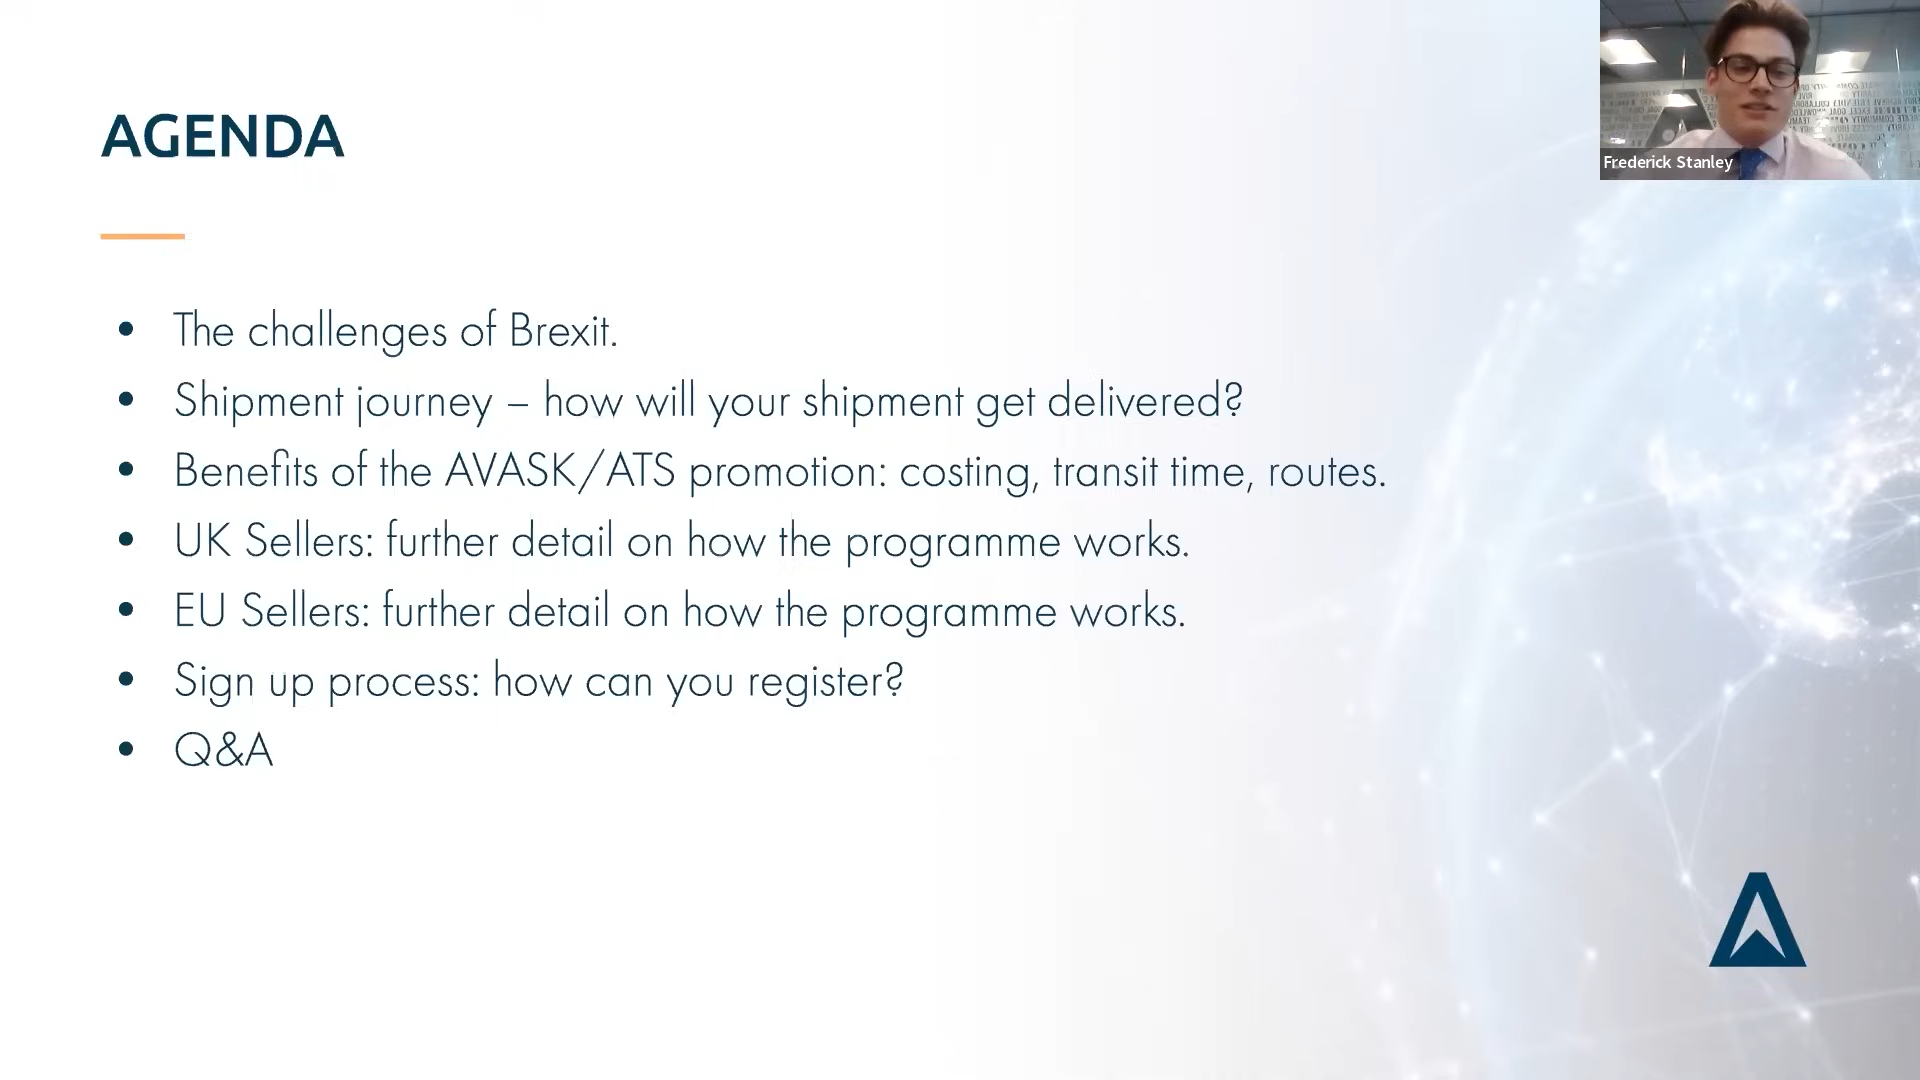 AGENDA
Frederick Stanley
• The challenges of Brexit.
• Shipment journey – how will your shipment get delivered?
• Benefits of the AVASK/ATS promotion: costing, transit time, routes.
• UK Sellers: further detail on how the programme works.
• EU Sellers: further detail on how the programme works.
• Sign up process: how can you register?
• Q&A